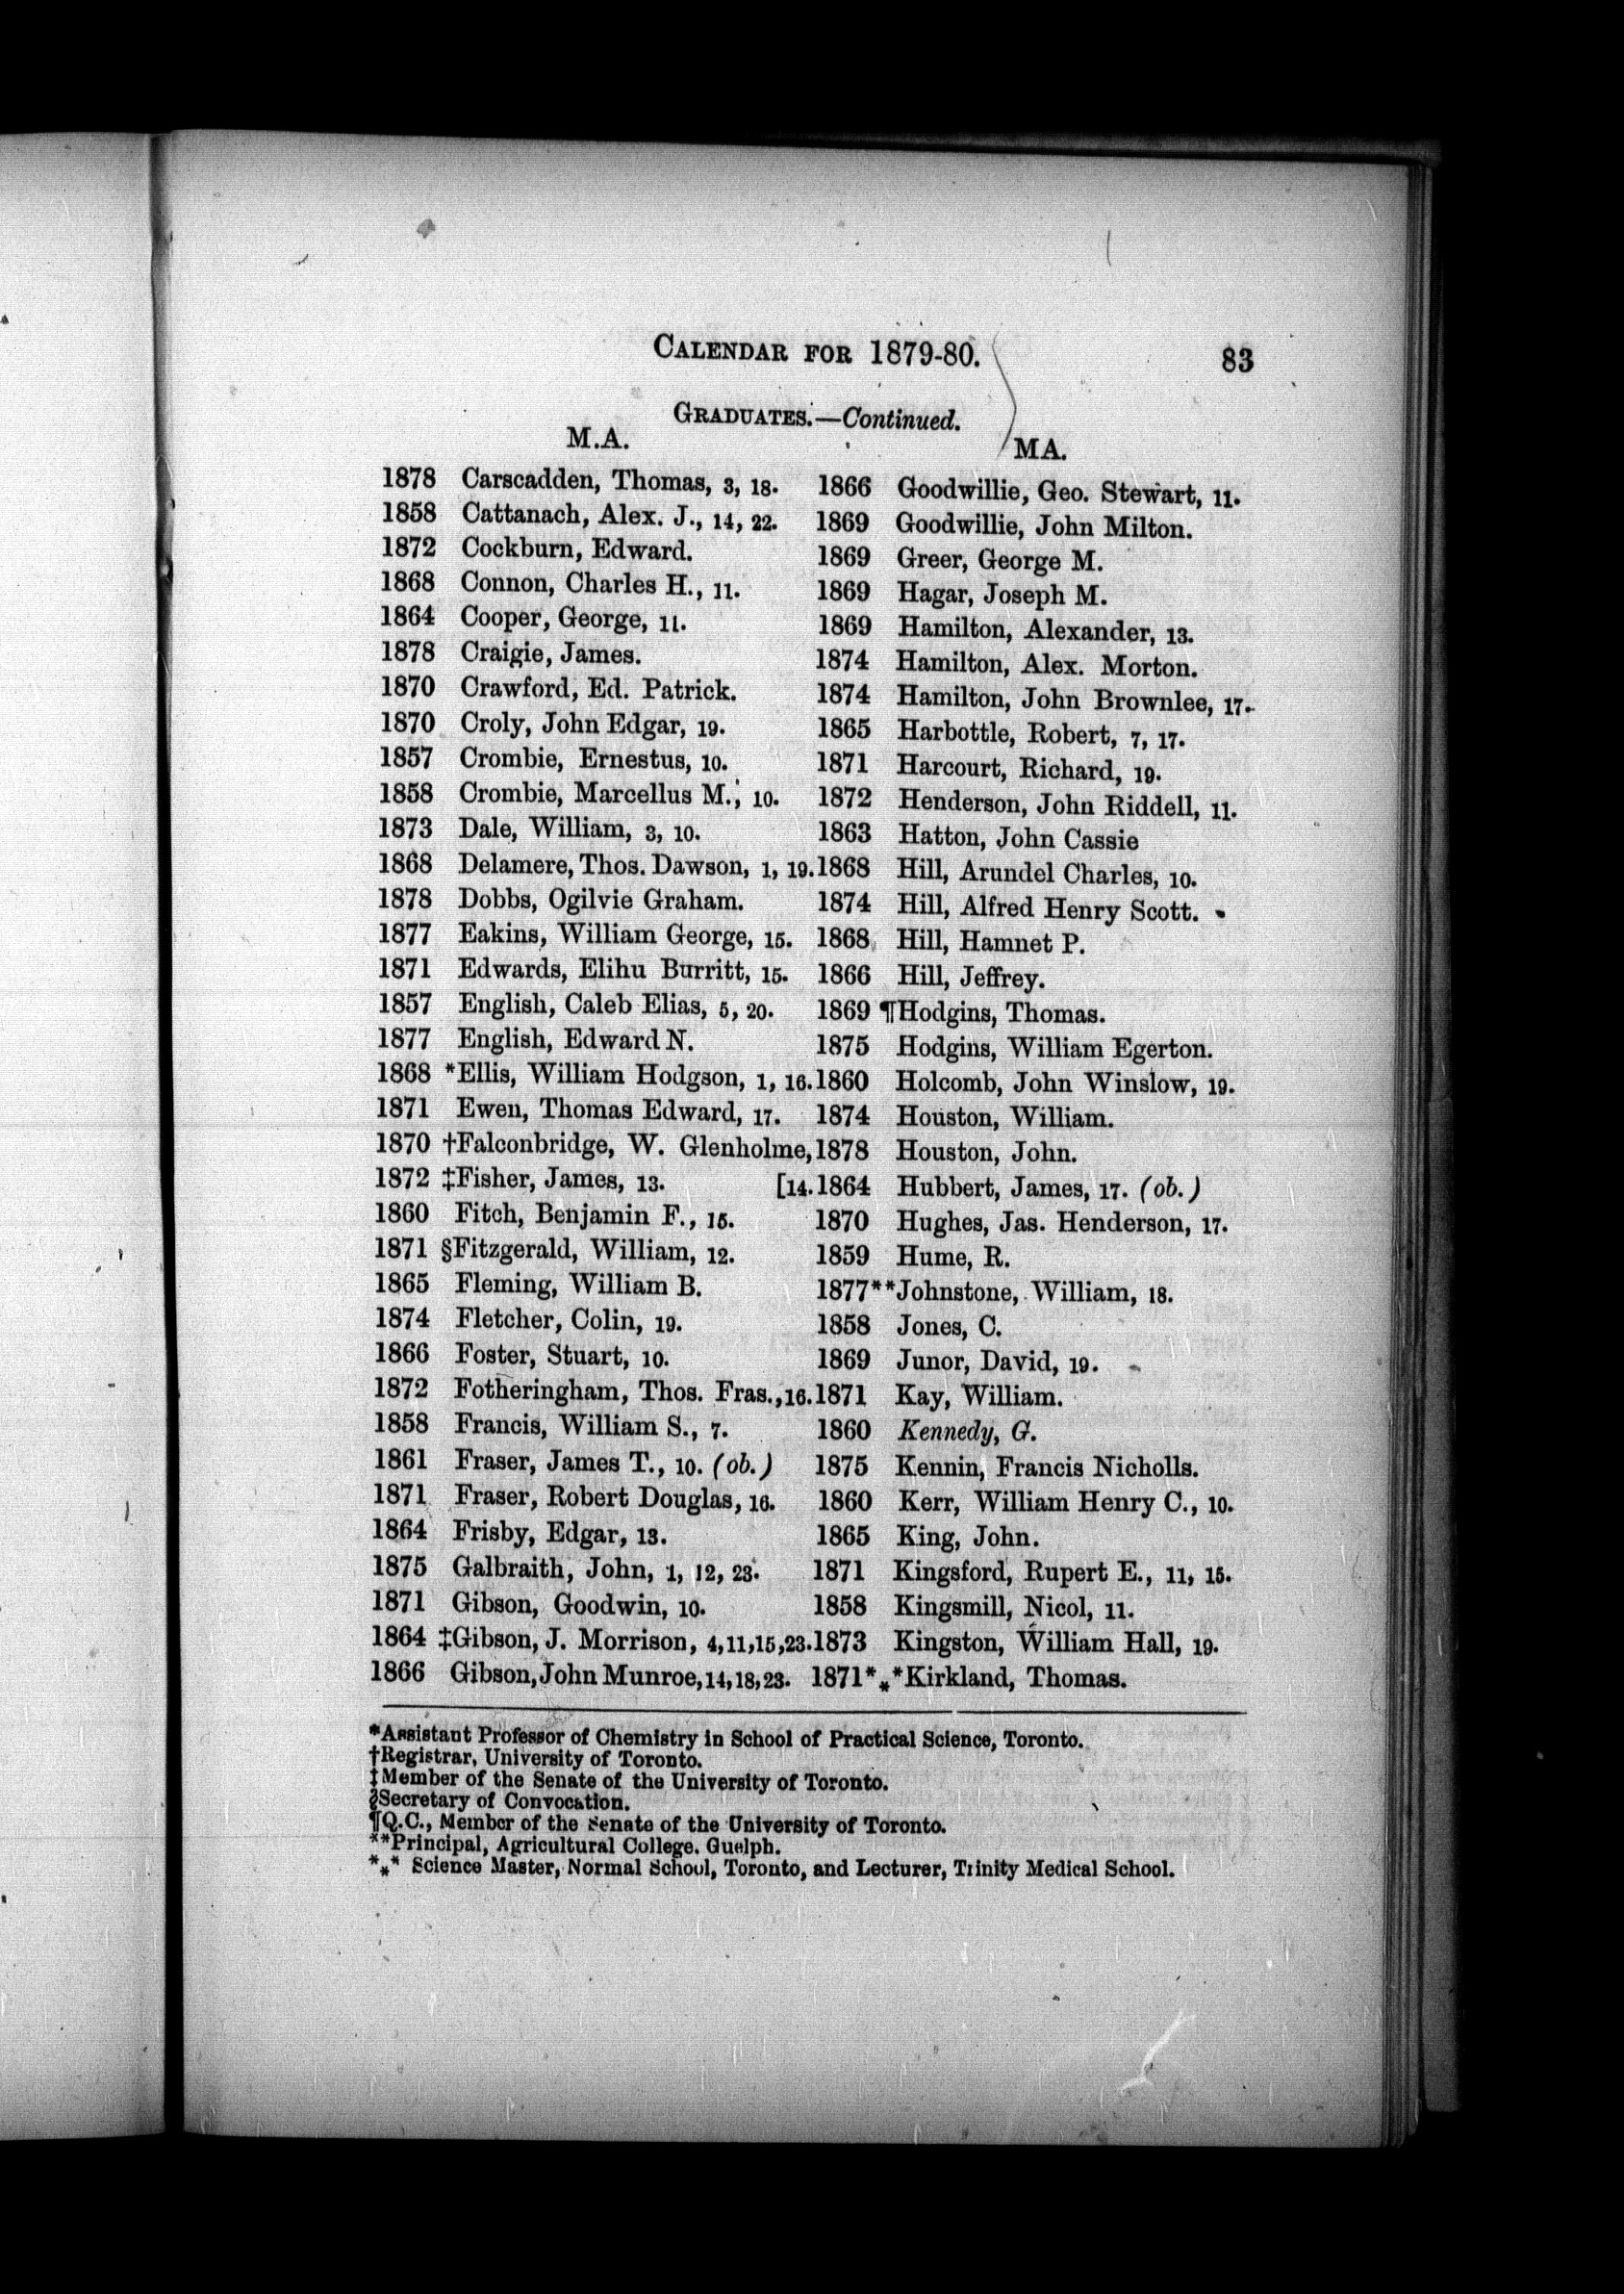 CALENDAR FOR 1879-80. 83
GRADUATES.—Continued.
M.A.
1878 Carscadden, Thomas, 3, 18.
1858 Cattanach, Alex. J., 14, 22.
1872 Cockburn, Edward.
1868 Connon, Charles H., 11.
1864 Cooper, George, 11.
1878 Craigie, James.
1870 Crawford, Ed. Patrick.
1870 Croly, John Edgar, 19.
1857 Crombie, Ernestus, 10.
1858 Crombie, Marcellus M., 10.
1873 Dale, William, 3, 10.
1868 Delamere, Thos. Dawson, 1, 19.
1878 Dobbs, Ogilvie Graham.
1877 Eakins, William George, 15.
1871 Edwards, Elihu Burritt, 15.
1857 English, Caleb Elias, 5, 20.
1877 English, Edward N.
1868 *Ellis, William Hodgson, 1, 16.
1871 Ewen, Thomas Edward, 17.
1870 †Falconbridge, W. Glenholme,
1872 ‡Fisher, James, 13. [14.
1860 Fitch, Benjamin F., 15.
1871 §Fitzgerald, William, 12.
1865 Fleming, William B.
1874 Fletcher, Colin, 19.
1866 Foster, Stuart, 10.
1872 Fotheringham, Thos. Fras., 16.
1858 Francis, William S., 7.
1861 Fraser, James T., 10. (ob.)
1871 Fraser, Robert Douglas, 16.
1864 Frisby, Edgar, 13.
1875 Galbraith, John, 1, 12, 23.
1871 Gibson, Goodwin, 10.
1864 ‡Gibson, J. Morrison, 4,11,15,23.
1866 Gibson, John Munroe, 14, 18, 23.
MA.
1866 Goodwillie, Geo. Stewart, 11.
1869 Goodwillie, John Milton.
1869 Greer, George M.
1869 Hagar, Joseph M.
1869 Hamilton, Alexander, 13.
1874 Hamilton, Alex. Morton.
1874 Hamilton, John Brownlee, 17.
1865 Harbottle, Robert, 7, 17.
1871 Harcourt, Richard, 19.
1872 Henderson, John Riddell, 11.
1863 Hatton, John Cassie
1868 Hill, Arundel Charles, 10.
1874 Hill, Alfred Henry Scott.
1868 Hill, Hamnet P.
1866 Hill, Jeffrey.
1869 ¶Hodgins, Thomas.
1875 Hodgins, William Egerton.
1860 Holcomb, John Winslow, 19.
1874 Houston, William.
1878 Houston, John.
1864 Hubbert, James, 17. (ob.)
1870 Hughes, Jas. Henderson, 17.
1859 Hume, R.
1877**Johnstone, William, 18.
1858 Jones, C.
1869 Junor, David, 19.
1871 Kay, William.
1860 Kennedy, G.
1875 Kennin, Francis Nicholls.
1860 Kerr, William Henry C., 10.
1865 King, John.
1871 Kingsford, Rupert E., 11, 15.
1858 Kingsmill, Nicol, 11.
1873 Kingston, William Hall, 19.
1871*⁎*Kirkland, Thomas.
*Assistant Professor of Chemistry in School of Practical Science, Toronto.
†Registrar, University of Toronto.
‡Member of the Senate of the University of Toronto.
§Secretary of Convocation.
¶Q.C., Member of the Senate of the University of Toronto.
**Principal, Agricultural College. Guelph.
*⁎* Science Master, Normal School, Toronto, and Lecturer, Trinity Medical School.